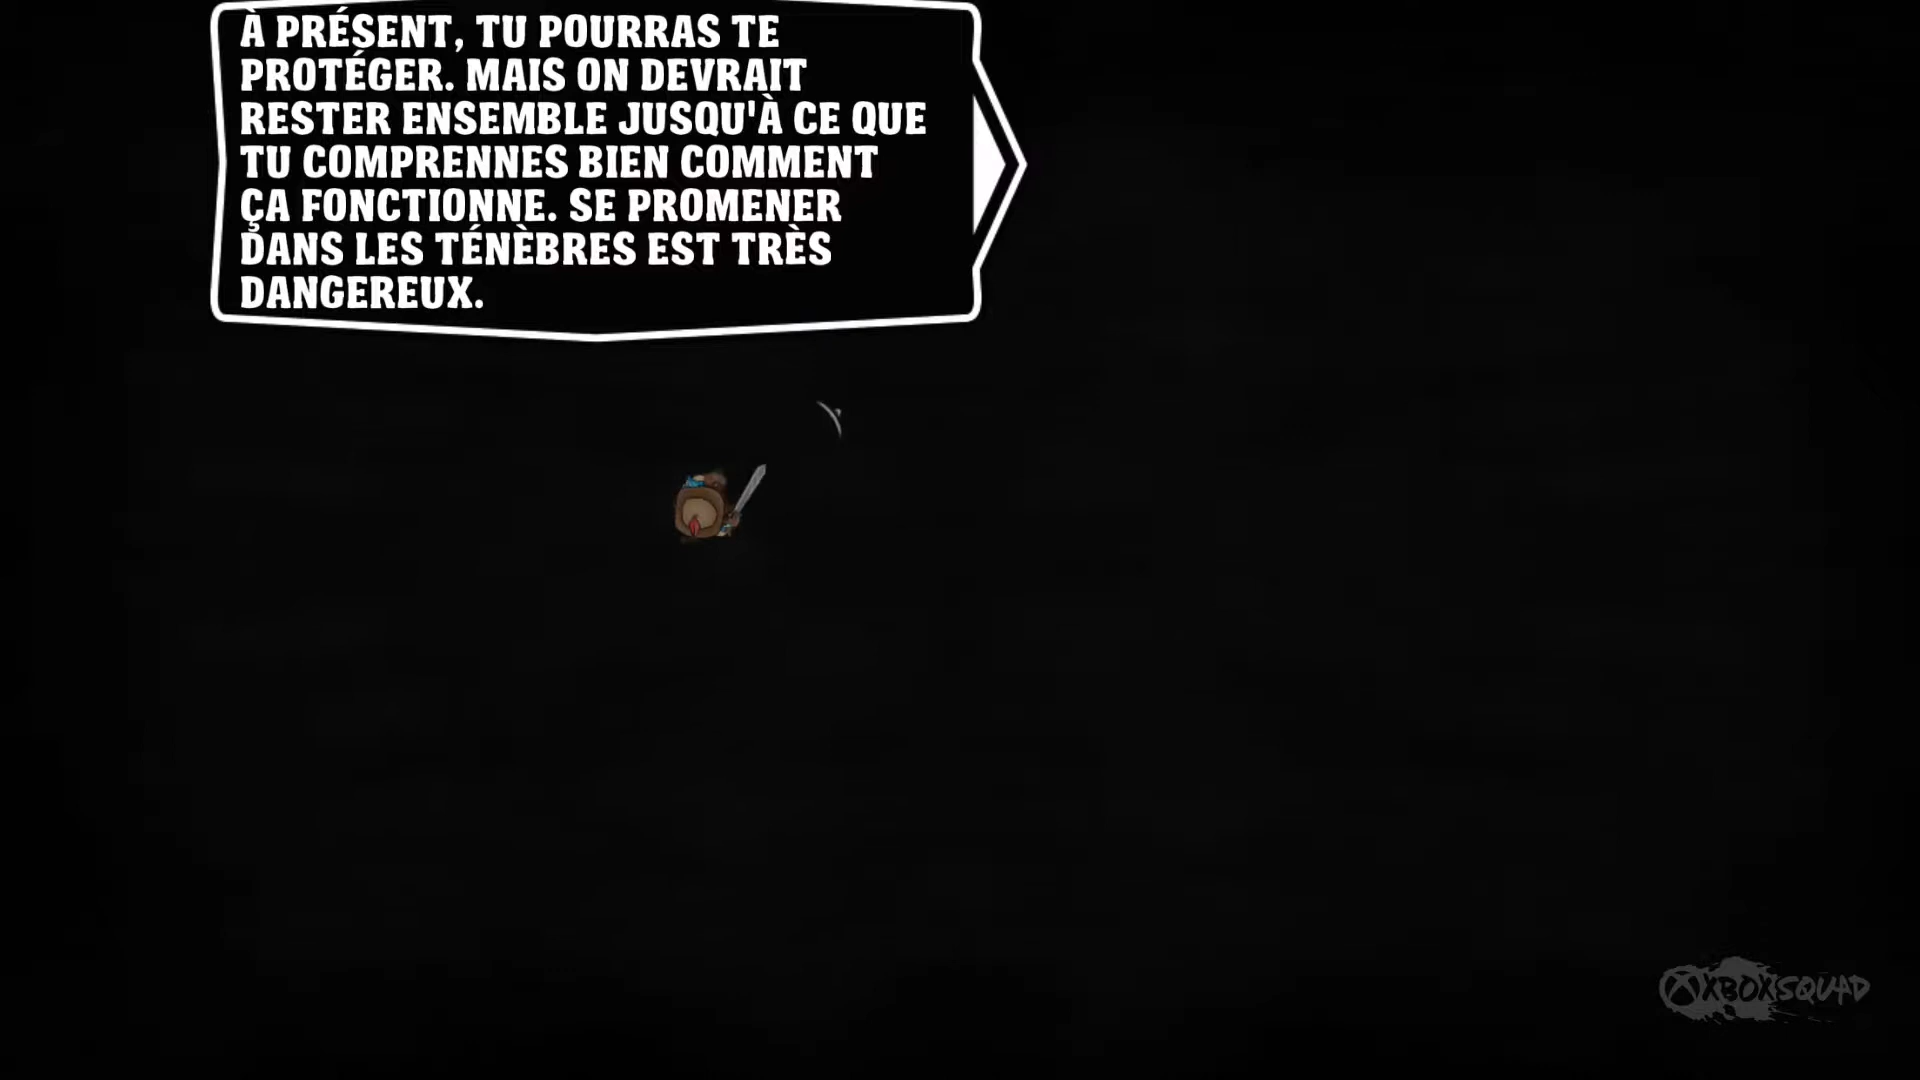 À PRÉSENT, TU POURRAS TE
PROTÉGER. MAIS ON DEVRAIT
RESTER ENSEMBLE JUSQU'À CE QUE
TU COMPRENNES BIEN COMMENT
ÇA FONCTIONNE. SE PROMENER
DANS LES TÉNÈBRES EST TRÈS
DANGEREUX.
XBOXSQUAD